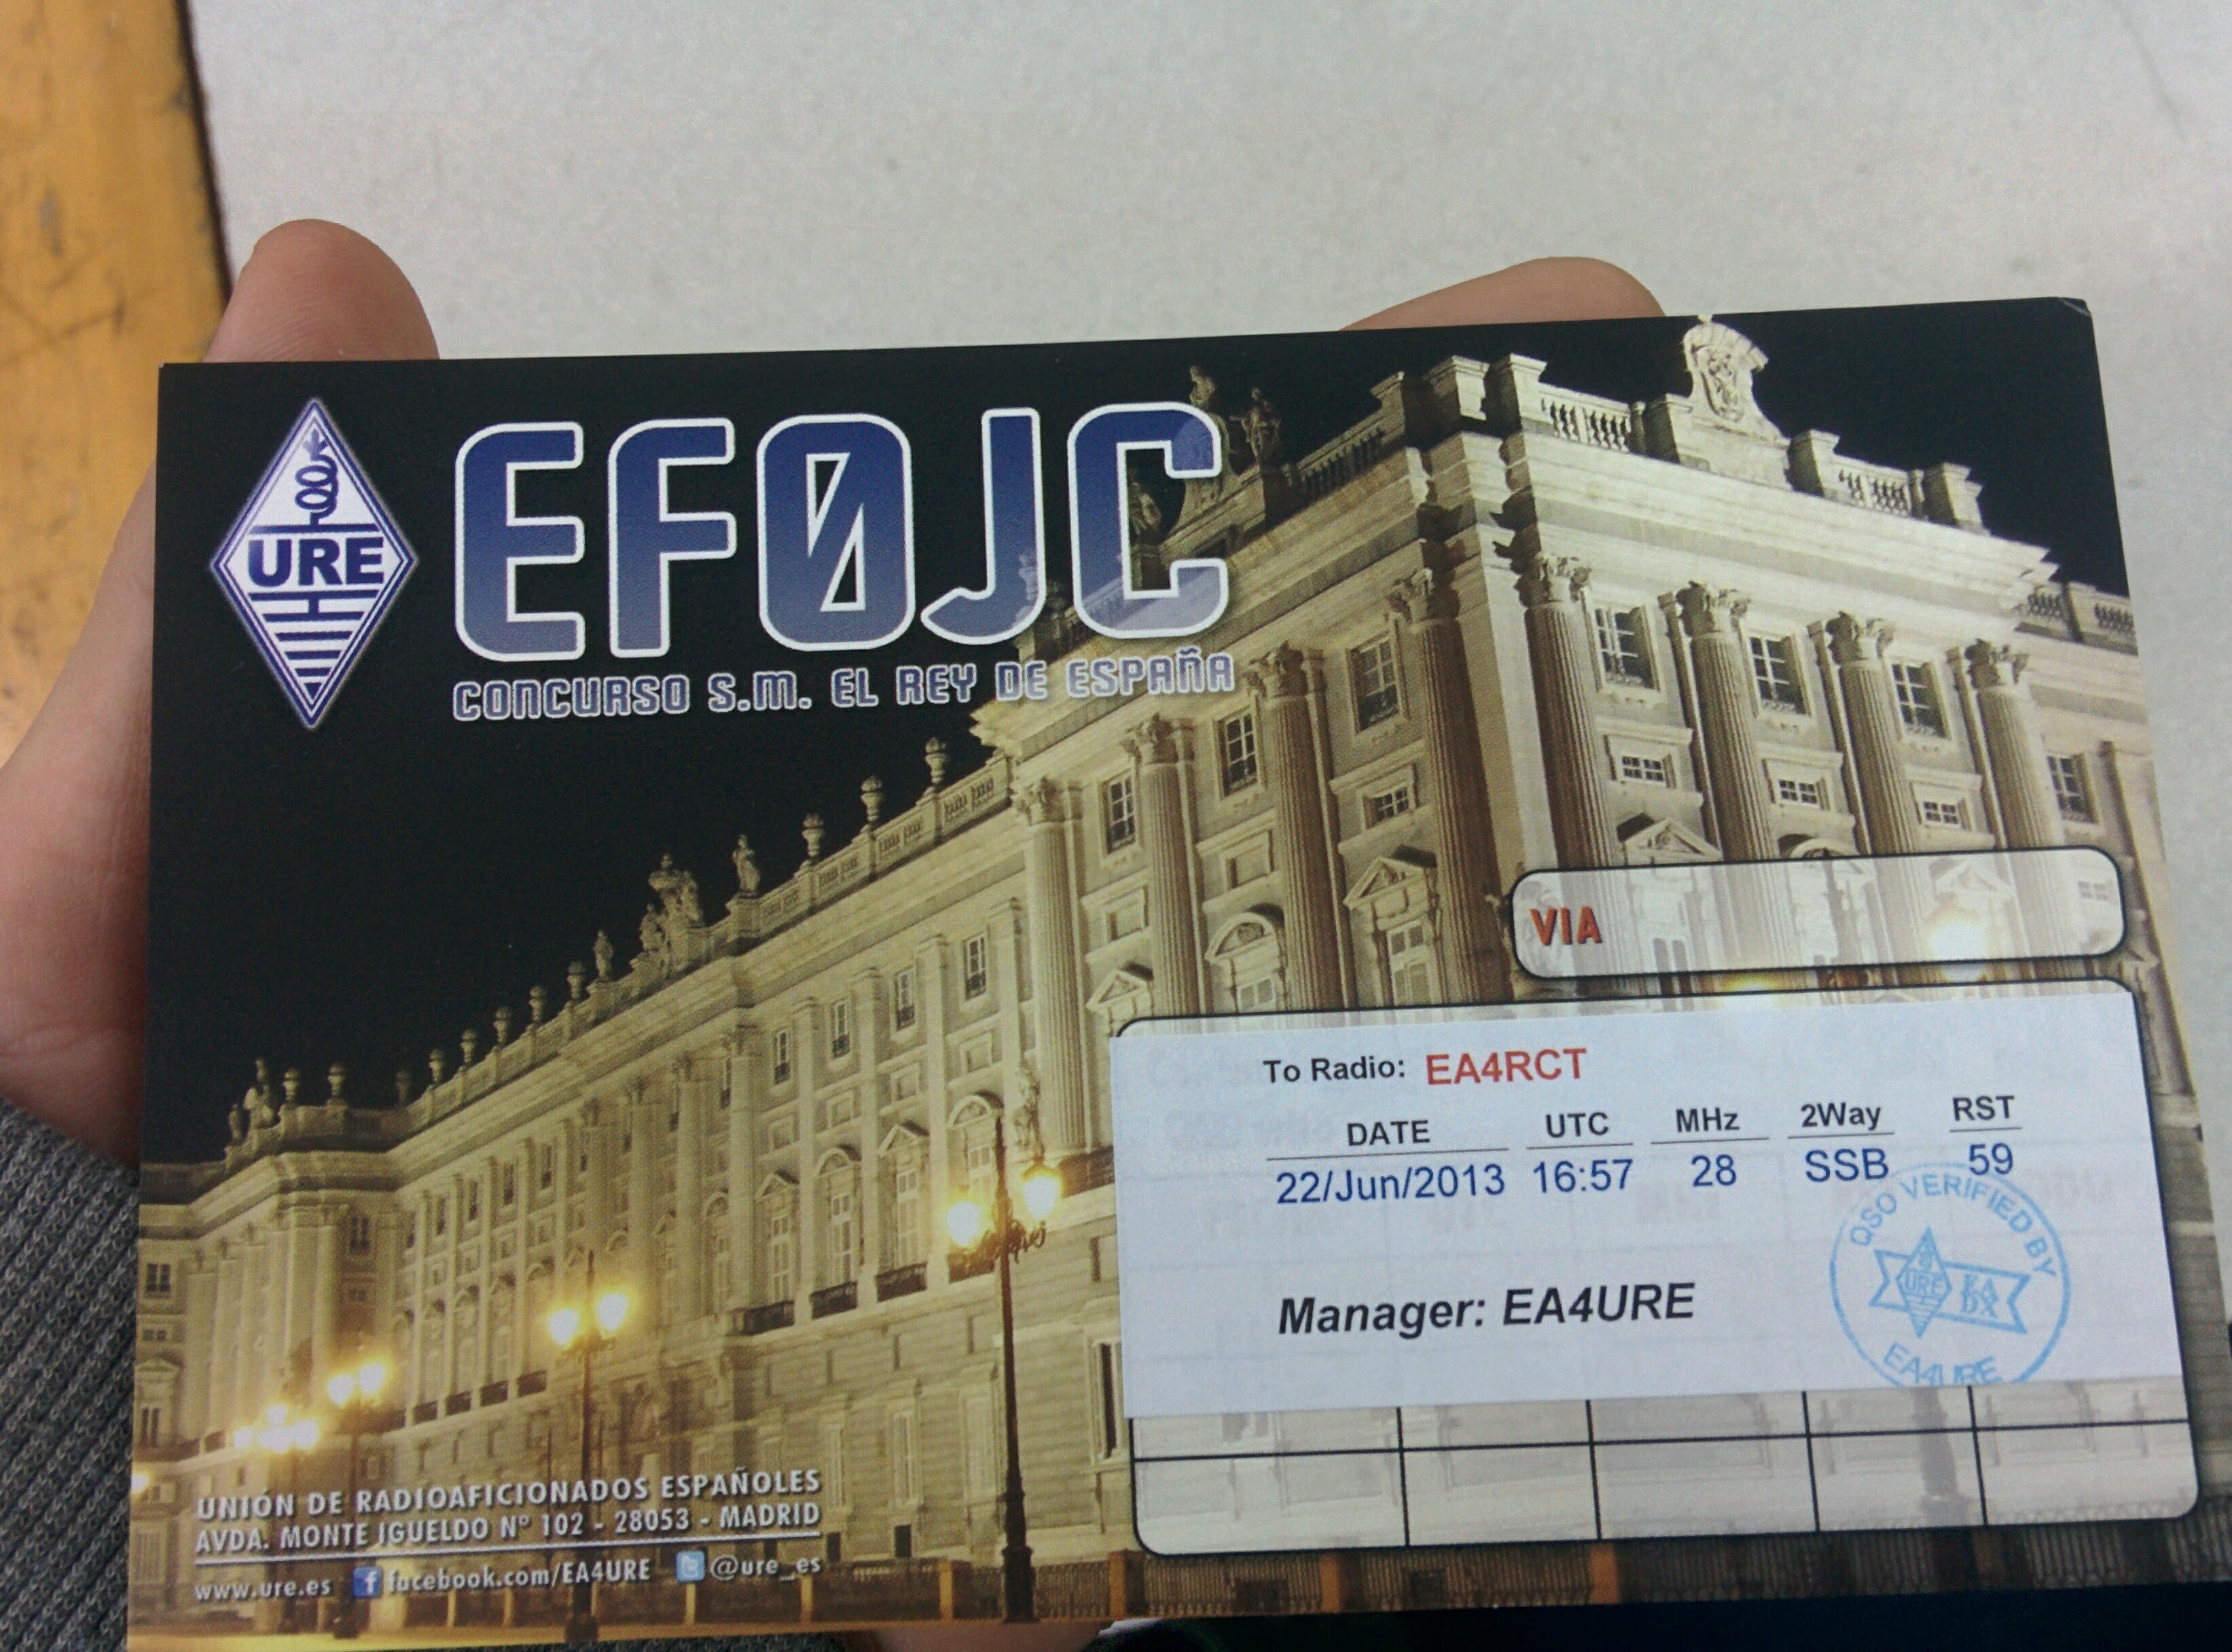 URE
EFØJC
CONCURSO S.M. EL REY DE ESPAÑA
VIA
To Radio: EA4RCT
DATE UTC MHz 2Way RST
22/Jun/2013 16:57 28 SSB 59
Manager: EA4URE
QSO VERIFIED BY
URE EA DX
EA4URE
UNIÓN DE RADIOAFICIONADOS ESPAÑOLES
AVDA. MONTE IGUELDO Nº 102 - 28053 - MADRID
www.ure.es facebook.com/EA4URE @ure_es